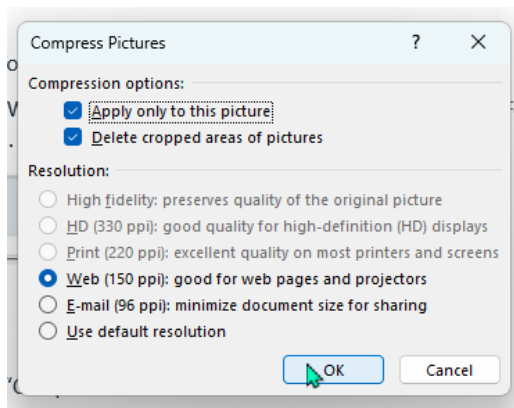 Compress Pictures ? ×
Compression options:
Apply only to this picture
Delete cropped areas of pictures
Resolution:
High fidelity: preserves quality of the original picture
HD (330 ppi): good quality for high-definition (HD) displays
Print (220 ppi): excellent quality on most printers and screens
Web (150 ppi): good for web pages and projectors
E-mail (96 ppi): minimize document size for sharing
Use default resolution
OK Cancel